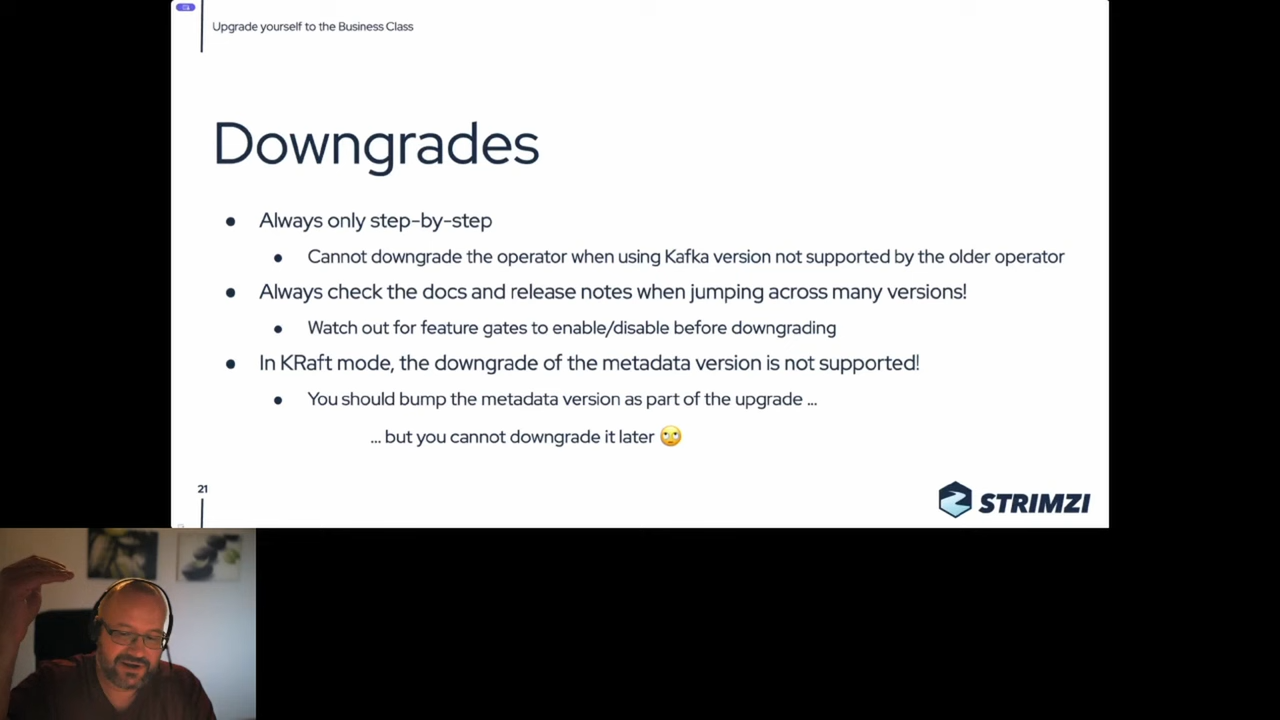 Upgrade yourself to the Business Class
Downgrades
● Always only step-by-step
● Cannot downgrade the operator when using Kafka version not supported by the older operator
● Always check the docs and release notes when jumping across many versions!
● Watch out for feature gates to enable/disable before downgrading
● In KRaft mode, the downgrade of the metadata version is not supported!
● You should bump the metadata version as part of the upgrade ...
... but you cannot downgrade it later 🙄
21
STRIMZI